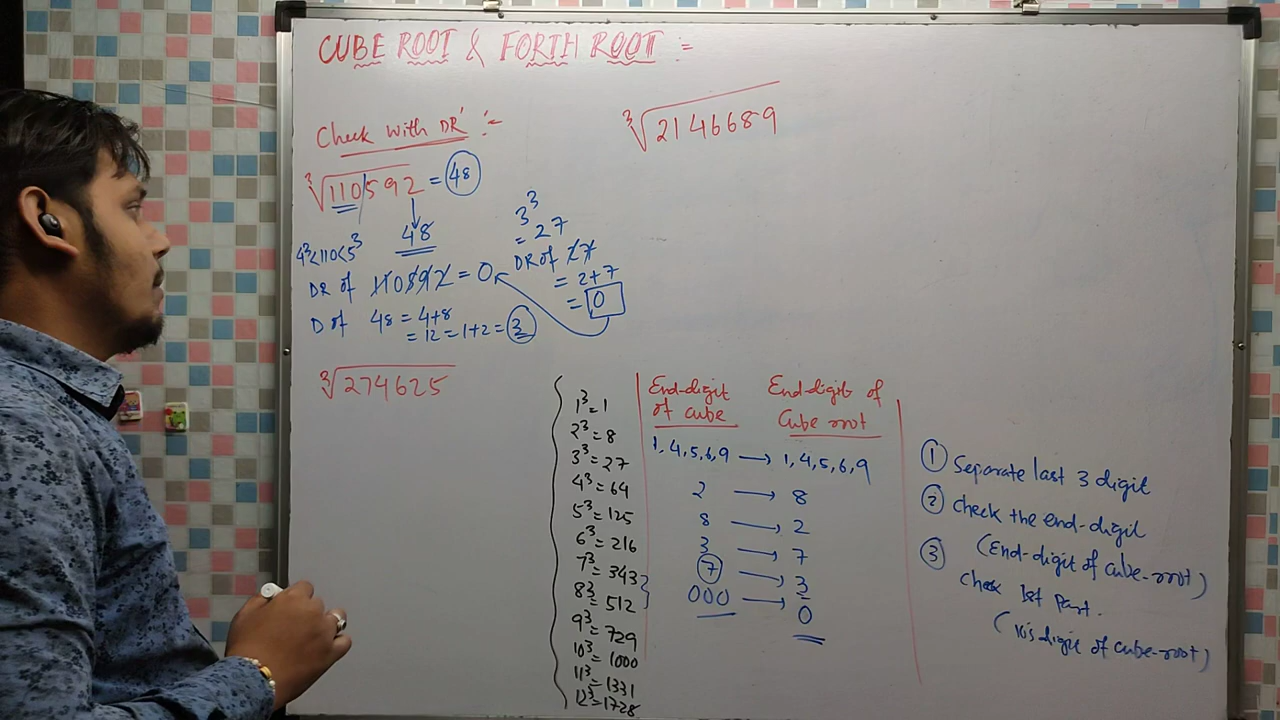 CUBE ROOT & FORTH ROOT :-
Check with DR' :-
∛110/592 = 48
48
4³<110<5³
DR of 110592 = 0
D of 48 = 4+8
= 12 = 1+2 = 3
3³
= 27
DR of 27
= 2+7
= 0
∛2146689
∛274625
1³=1
2³=8
3³=27
4³=64
5³=125
6³=216
7³=343
8³=512
9³=729
10³=1000
11³=1331
12³=1728
End-digit of cube
End-digit of Cube root
1,4,5,6,9 → 1,4,5,6,9
2 → 8
8 → 2
3 → 7
7 → 3
000 → 0
① Separate last 3 digit
② check the end-digit
(End-digit of cube-root)
③ check 1st Part.
digit of cube-root)